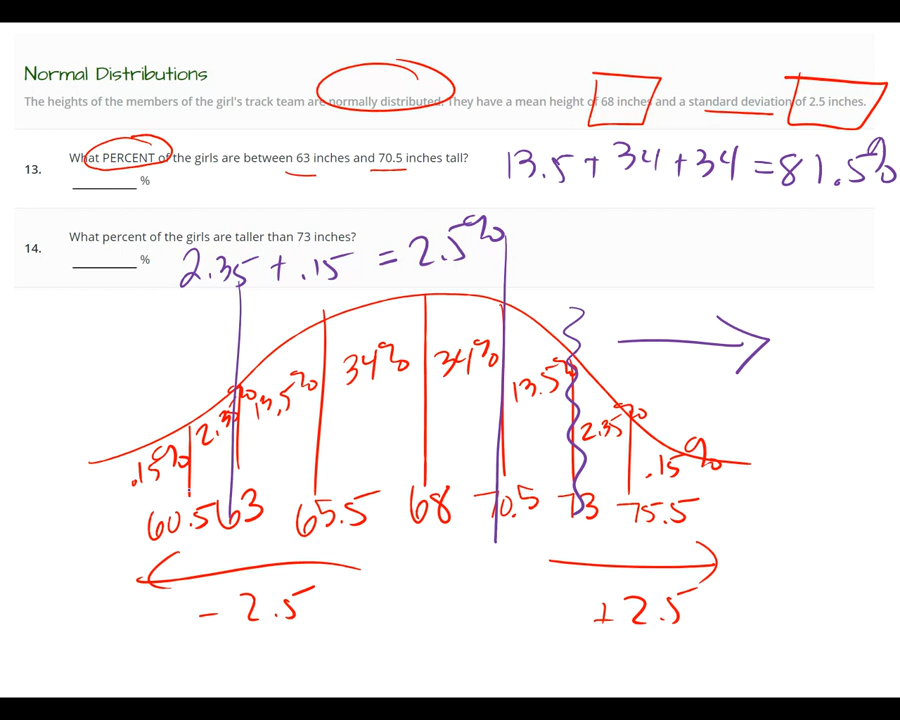 Normal Distributions
The heights of the members of the girl's track team are normally distributed. They have a mean height of 68 inches and a standard deviation of 2.5 inches.
13. What PERCENT of the girls are between 63 inches and 70.5 inches tall?
13.5 + 34 + 34 = 81.5%
________ %
14. What percent of the girls are taller than 73 inches?
________ % 2.35 + .15 = 2.5%
.15% 2.35% 13.5% 34% 34% 13.5% 2.35% .15%
60.5 63 65.5 68 70.5 73 75.5
- 2.5 + 2.5